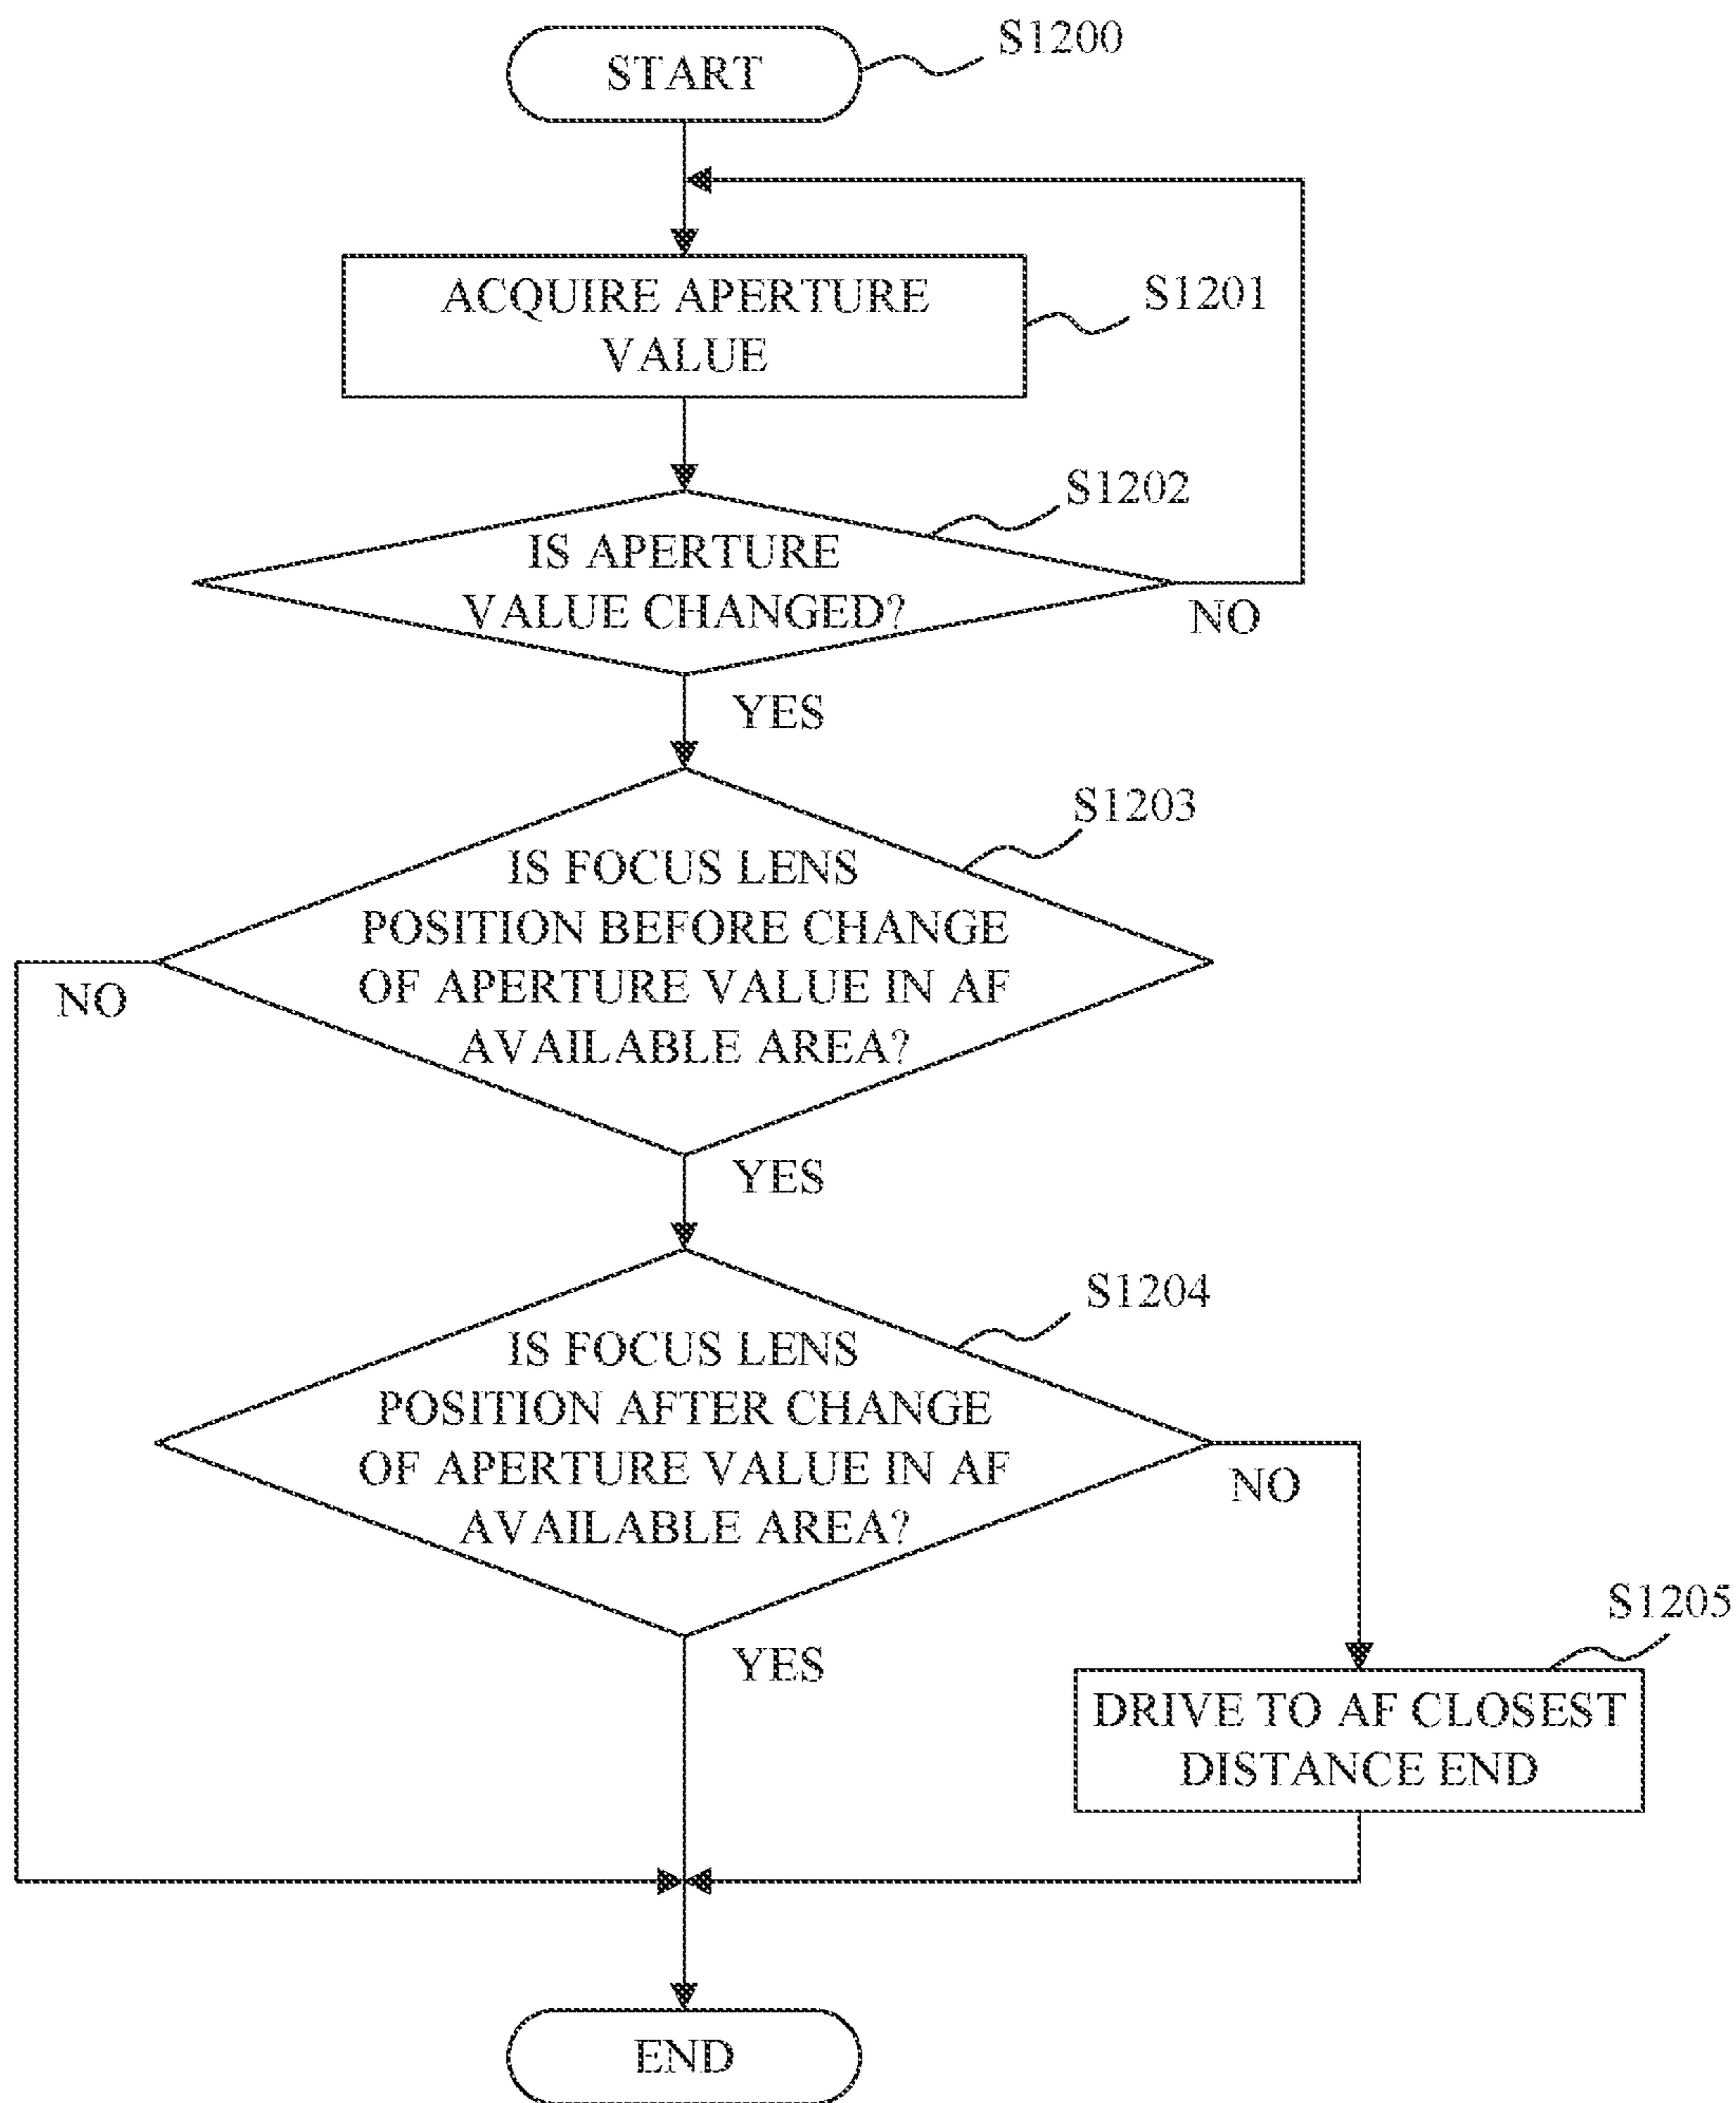 START
S1200
ACQUIRE APERTURE
VALUE
S1201
IS APERTURE
VALUE CHANGED?
S1202
NO
YES
IS FOCUS LENS
POSITION BEFORE CHANGE
OF APERTURE VALUE IN AF
AVAILABLE AREA?
S1203
NO
YES
IS FOCUS LENS
POSITION AFTER CHANGE
OF APERTURE VALUE IN AF
AVAILABLE AREA?
S1204
NO
YES
S1205
DRIVE TO AF CLOSEST
DISTANCE END
END